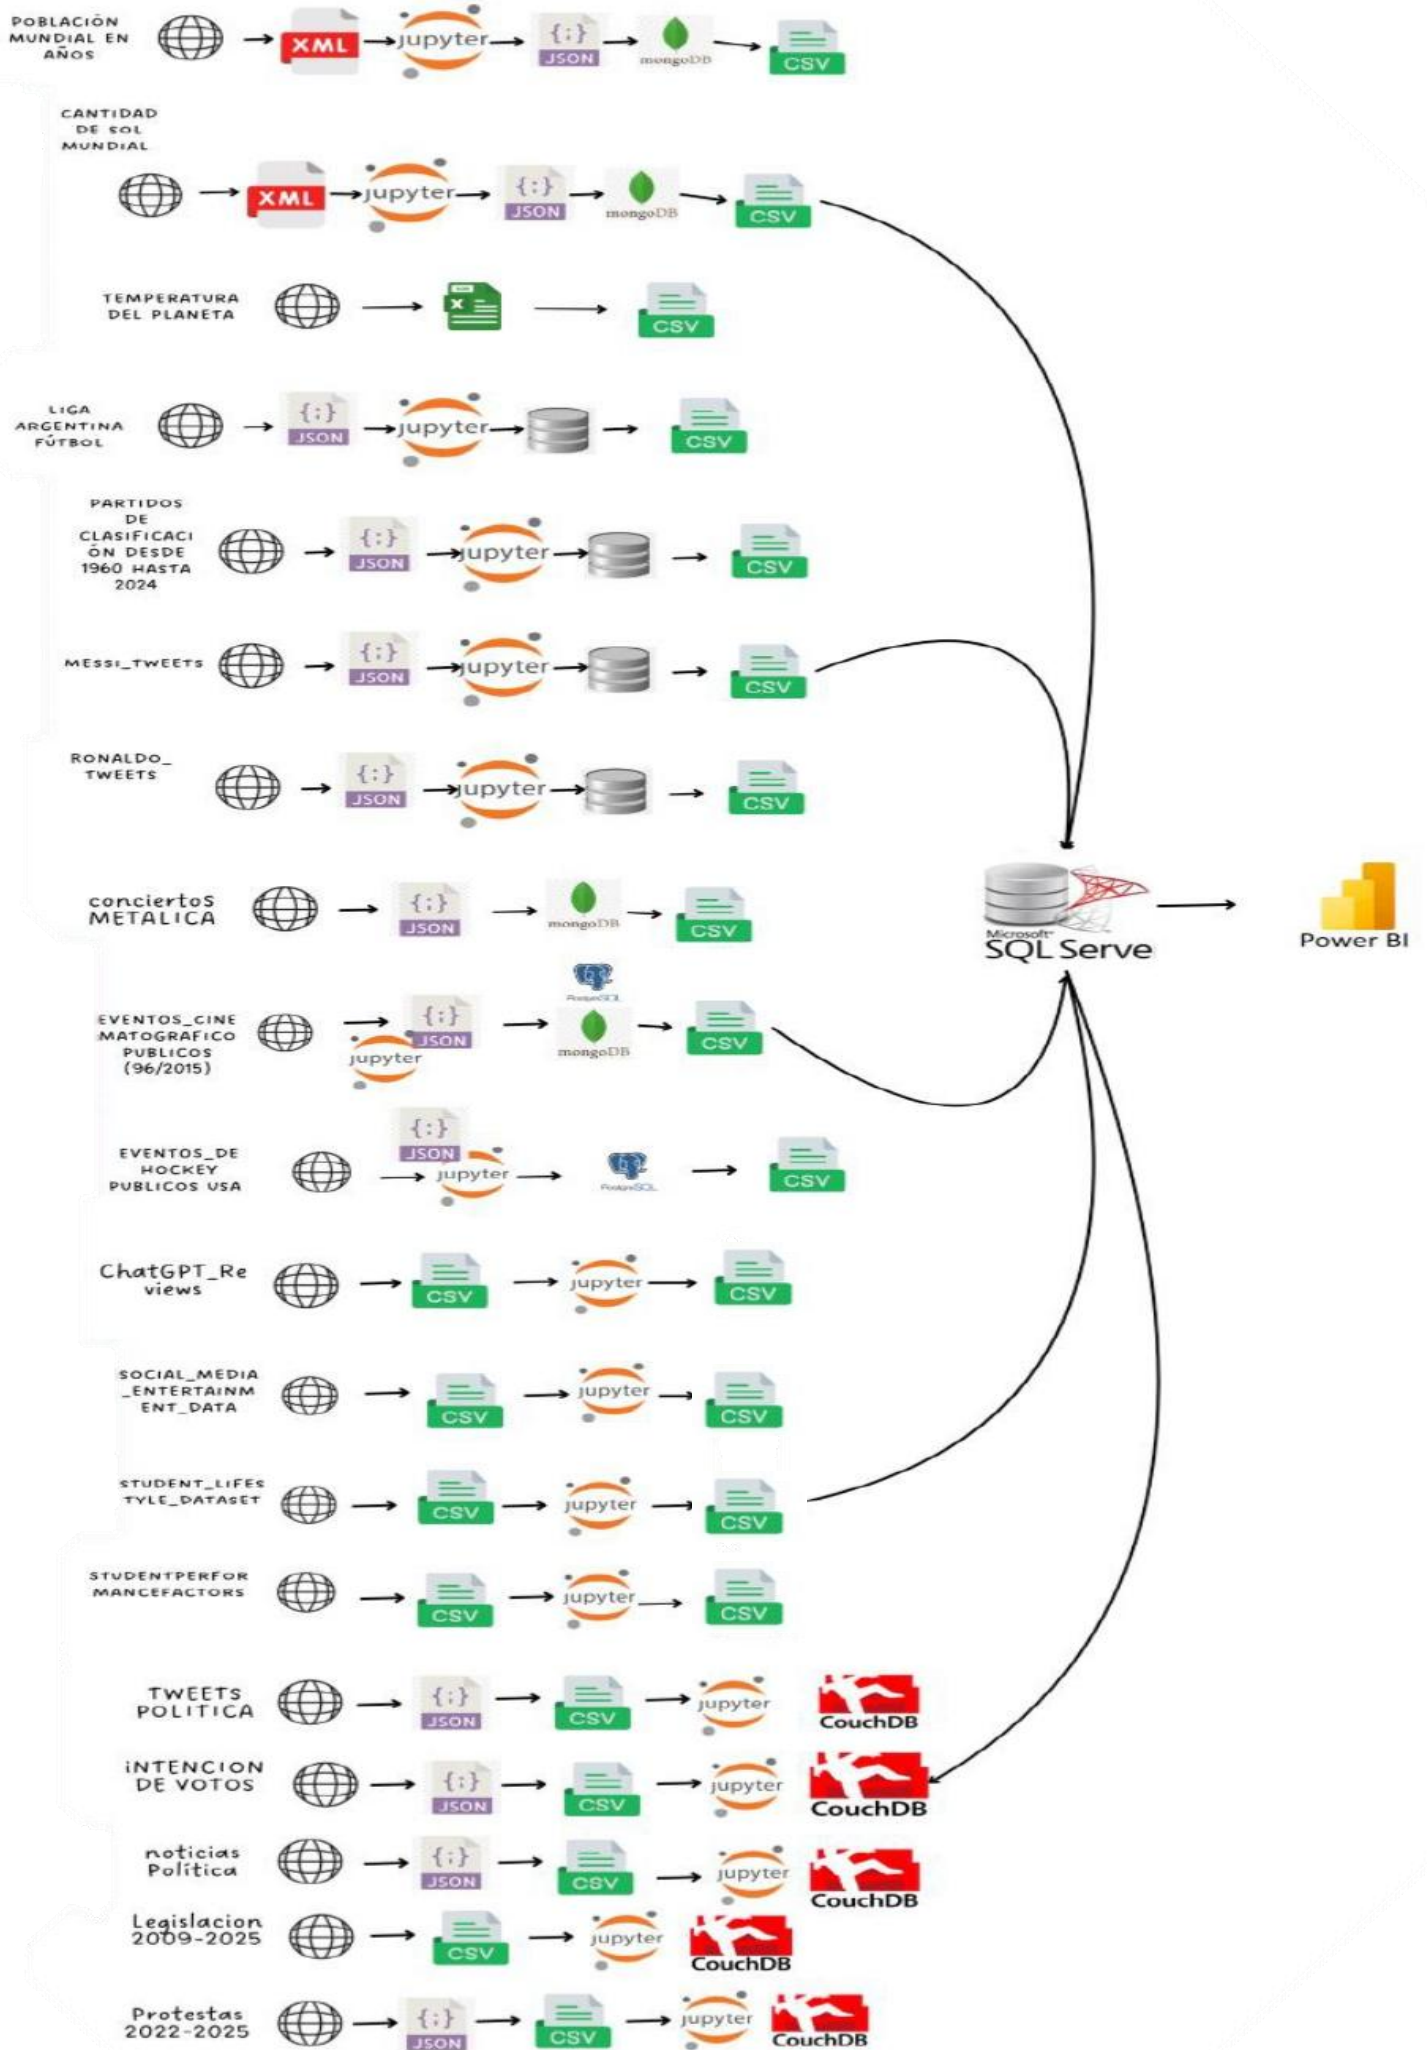 POBLACIÓN
MUNDIAL EN
AÑOS
XML
jupyter
{;}
JSON
mongoDB
CSV
CANTIDAD
DE SOL
MUNDIAL
XML
jupyter
{;}
JSON
mongoDB
CSV
TEMPERATURA
DEL PLANETA
X
CSV
LIGA
ARGENTINA
FÚTBOL
{;}
JSON
jupyter
CSV
PARTIDOS
DE
CLASIFICACI
ÓN DESDE
1960 HASTA
2024
{;}
JSON
jupyter
CSV
MESSI_TWEETS
{;}
JSON
jupyter
CSV
RONALDO_
TWEETS
{;}
JSON
jupyter
CSV
conciertos
METALICA
{;}
JSON
mongoDB
CSV
Microsoft
SQL Serve
Power BI
EVENTOS_CINE
MATOGRAFICO
PUBLICOS
(96/2015)
{;}
JSON
jupyter
PostgreSQL
mongoDB
CSV
EVENTOS_DE
HOCKEY
PUBLICOS USA
{;}
JSON
jupyter
PostgreSQL
CSV
ChatGPT_Re
views
CSV
jupyter
CSV
SOCIAL_MEDIA
_ENTERTAINM
ENT_DATA
CSV
jupyter
CSV
STUDENT_LIFES
TYLE_DATASET
CSV
jupyter
CSV
STUDENTPERFOR
MANCEFACTORS
CSV
jupyter
CSV
TWEETS
POLITICA
{;}
JSON
CSV
jupyter
CouchDB
INTENCION
DE VOTOS
{;}
JSON
CSV
jupyter
CouchDB
noticias
Política
{;}
JSON
CSV
jupyter
CouchDB
Legislacion
2009-2025
CSV
jupyter
CouchDB
Protestas
2022-2025
{;}
JSON
CSV
jupyter
CouchDB